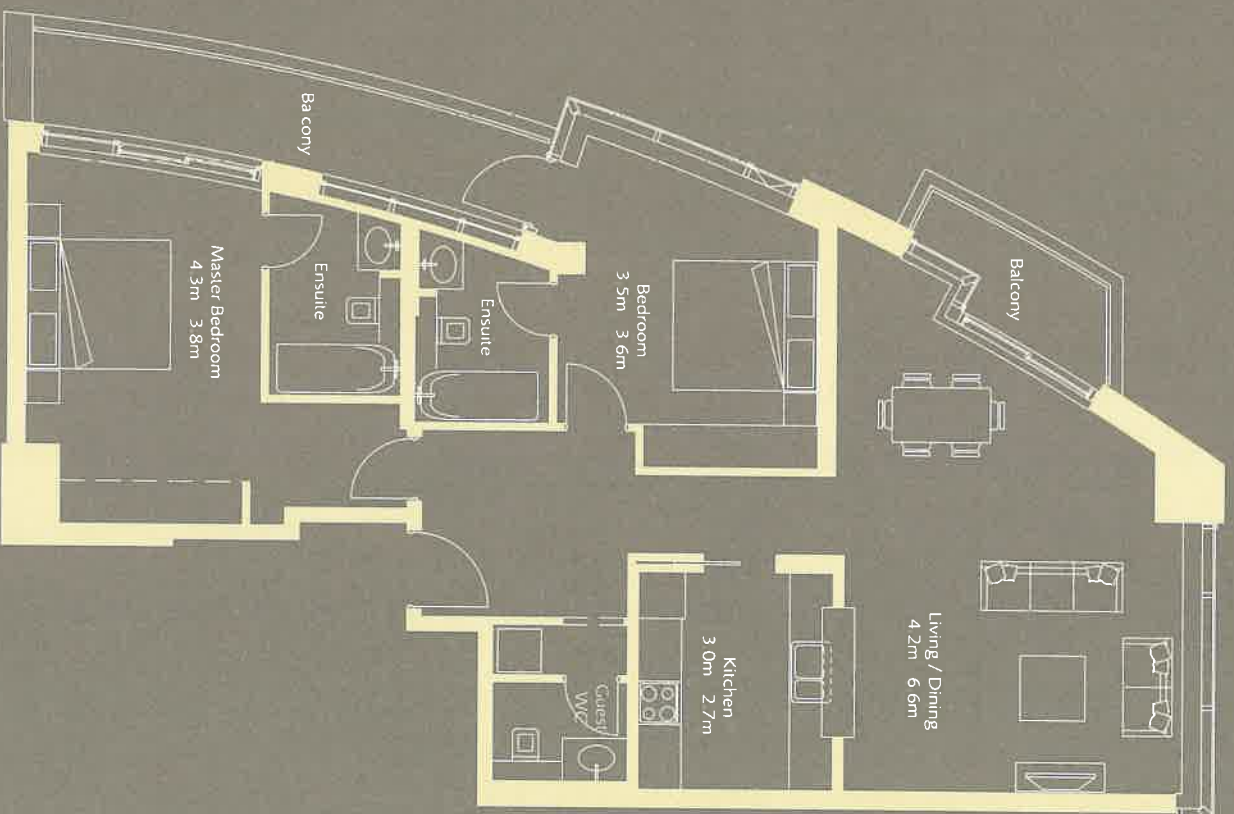 Balcony
Living / Dining
4.2m 6.6m
Kitchen
3.0m 2.7m
Bedroom
3.5m 3.6m
Guest
WC
Ensuite
Ensuite
Ba cony
Master Bedroom
4.3m 3.8m